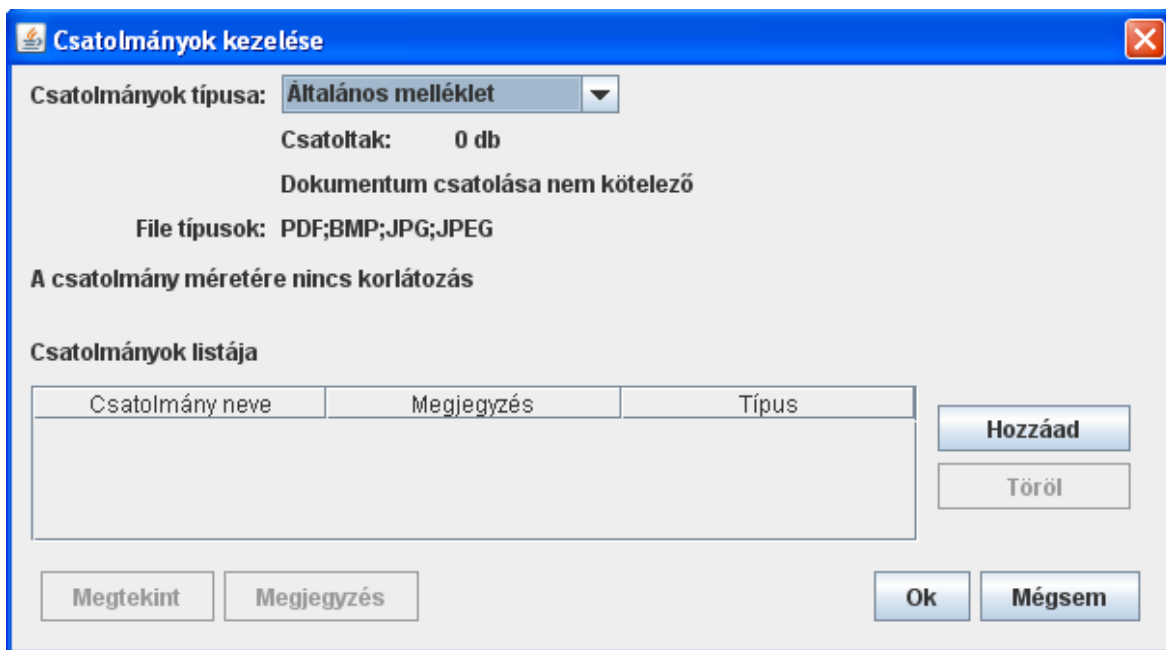 Csatolmányok kezelése
Csatolmányok típusa: Általános melléklet
Csatoltak: 0 db
Dokumentum csatolása nem kötelező
File típusok: PDF;BMP;JPG;JPEG
A csatolmány méretére nincs korlátozás
Csatolmányok listája
Csatolmány neve Megjegyzés Típus
Hozzáad
Töröl
Megtekint Megjegyzés Ok Mégsem